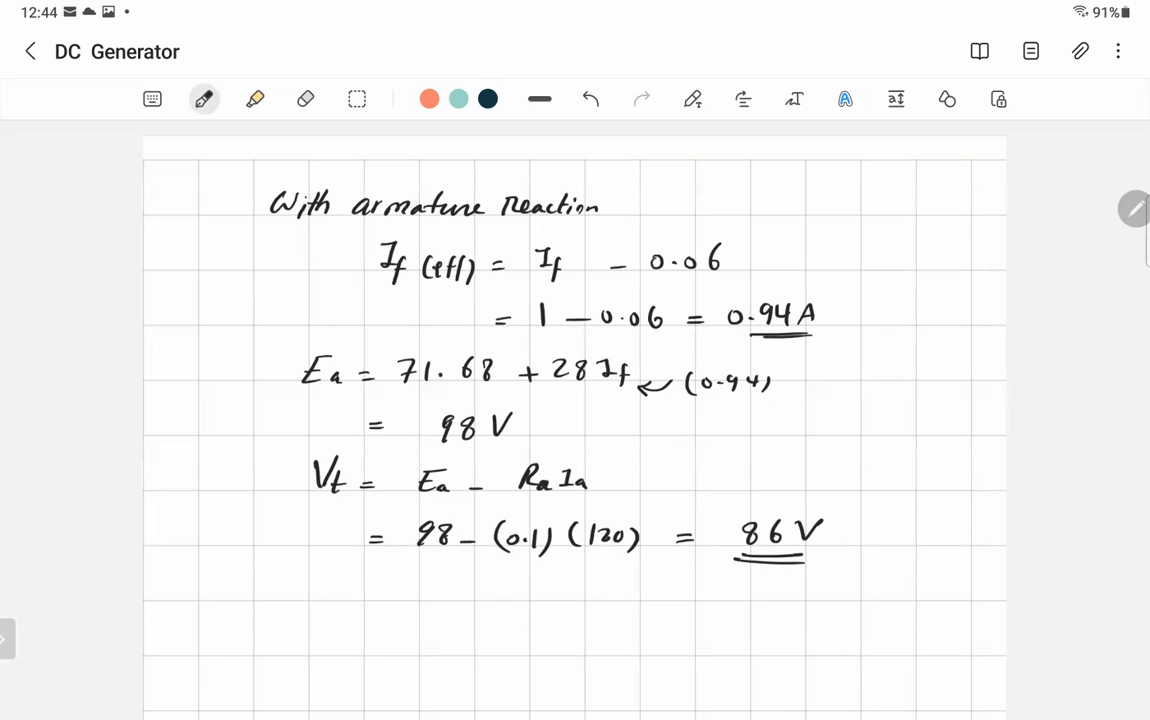 12:44 91%
DC Generator
With armature Reaction
If (eff) = If - 0.06
= 1 - 0.06 = 0.94 A
Ea = 71.68 + 28 If ← (0.94)
= 98 V
Vt = Ea - Ra Ia
= 98 - (0.1) (120) = 86 V